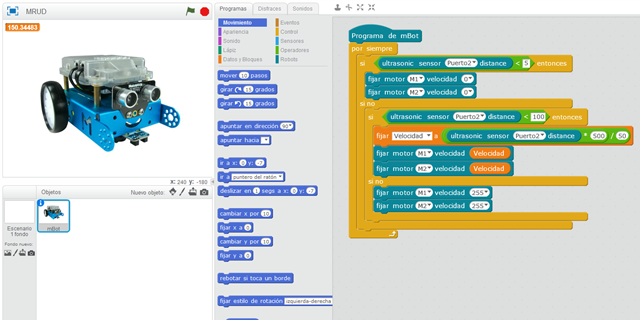 MRUD
150.34483
x: 240 y: -180
Objetos
Nuevo objeto:
Escenario
1 fondo
Fondo nuevo:
mBot
Programas
Disfraces
Sonidos
Movimiento
Eventos
Apariencia
Control
Sonido
Sensores
Lápiz
Operadores
Datos y Bloques
Robots
mover 10 pasos
girar 15 grados
girar 15 grados
apuntar en dirección 90
apuntar hacia
ir a x: 0 y: -7
ir a puntero del ratón
deslizar en 1 segs a x: 0 y: -7
cambiar x por 10
fijar x a 0
cambiar y por 10
fijar y a 0
rebotar si toca un borde
fijar estilo de rotación izquierda-derecha
Programa de mBot
por siempre
si ultrasonic sensor Puerto2 distance < 5 entonces
fijar motor M1 velocidad 0
fijar motor M2 velocidad 0
si no
si ultrasonic sensor Puerto2 distance < 100 entonces
fijar Velocidad a ultrasonic sensor Puerto2 distance * 500 / 50
fijar motor M1 velocidad Velocidad
fijar motor M2 velocidad Velocidad
si no
fijar motor M1 velocidad 255
fijar motor M2 velocidad 255